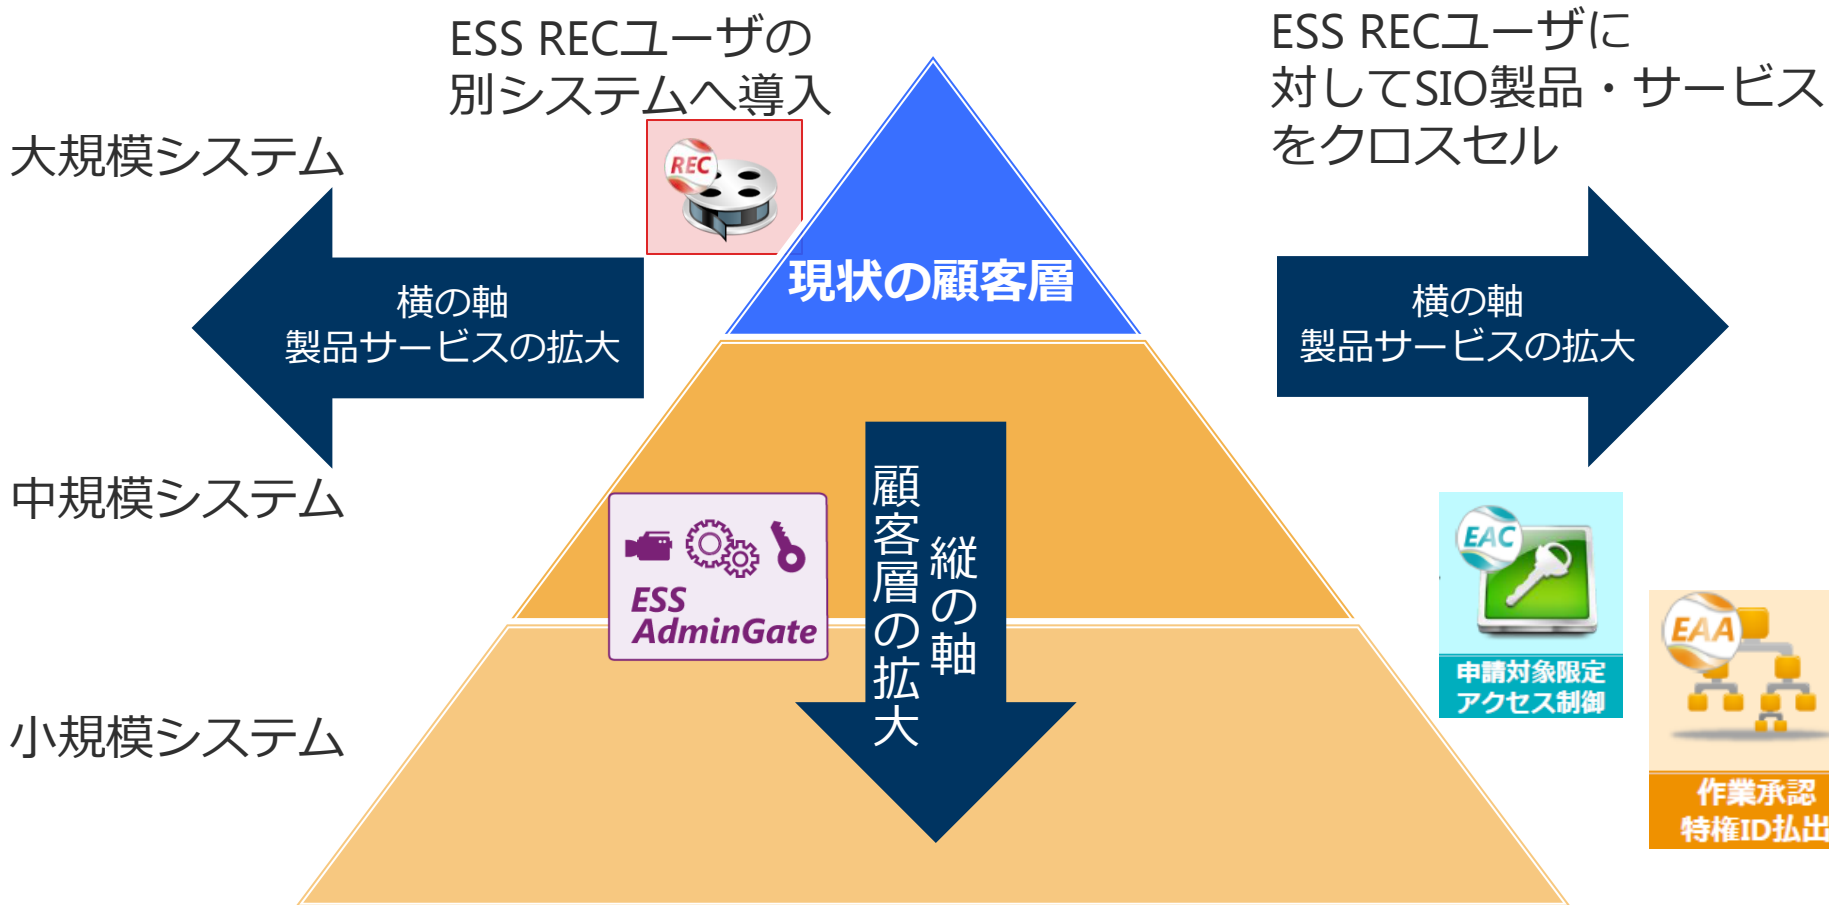 ESS RECユーザの
別システムへ導入
ESS RECユーザに
対してSIO製品・サービス
をクロスセル
大規模システム
REC
現状の顧客層
横の軸
製品サービスの拡大
横の軸
製品サービスの拡大
中規模システム
縦の軸
顧客層の拡大
ESS
AdminGate
EAC
申請対象限定
アクセス制御
EAA
作業承認
特権ID払出
小規模システム